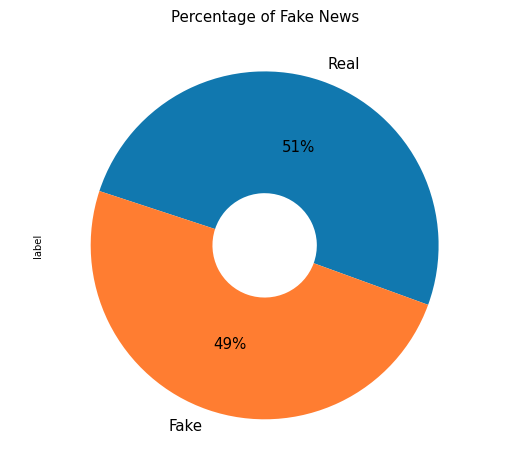 Percentage of Fake News
Real
51%
label
49%
Fake